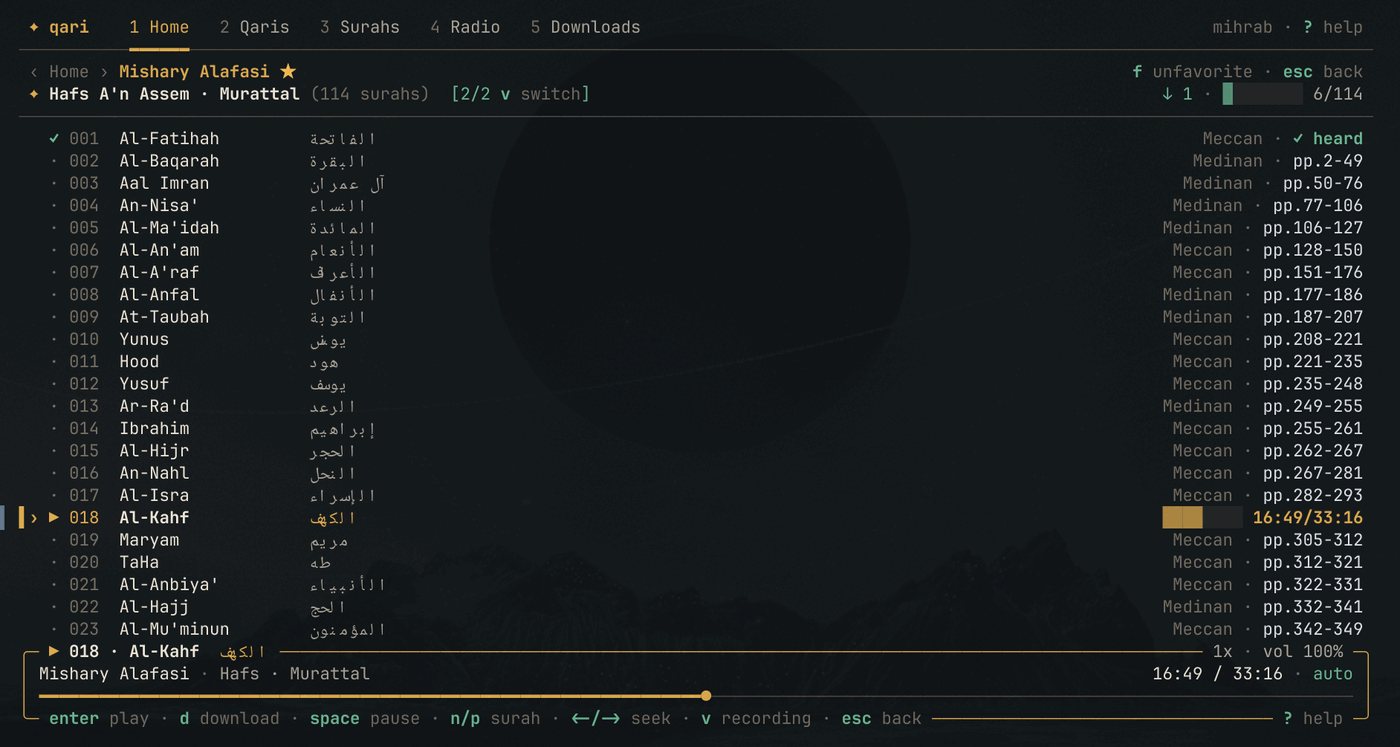 ✦ qari 1 Home 2 Qaris 3 Surahs 4 Radio 5 Downloads mihrab · ? help
‹ Home › Mishary Alafasi ★ f unfavorite · esc back
✦ Hafs A'n Assem · Murattal (114 surahs) [2/2 v switch] ↓ 1 · 6/114
✓ 001 Al-Fatihah الفاتحة Meccan · ✓ heard
· 002 Al-Baqarah البقرة Medinan · pp.2-49
· 003 Aal Imran آل عمران Medinan · pp.50-76
· 004 An-Nisa' النساء Medinan · pp.77-106
· 005 Al-Ma'idah المائدة Medinan · pp.106-127
· 006 Al-An'am الأنعام Meccan · pp.128-150
· 007 Al-A'raf الأعراف Meccan · pp.151-176
· 008 Al-Anfal الأنفال Medinan · pp.177-186
· 009 At-Taubah التوبة Medinan · pp.187-207
· 010 Yunus يونس Meccan · pp.208-221
· 011 Hood هود Meccan · pp.221-235
· 012 Yusuf يوسف Meccan · pp.235-248
· 013 Ar-Ra'd الرعد Medinan · pp.249-255
· 014 Ibrahim إبراهيم Meccan · pp.255-261
· 015 Al-Hijr الحجر Meccan · pp.262-267
· 016 An-Nahl النحل Meccan · pp.267-281
· 017 Al-Isra الإسراء Meccan · pp.282-293
› ▶ 018 Al-Kahf الكهف 16:49/33:16
· 019 Maryam مريم Meccan · pp.305-312
· 020 TaHa طه Meccan · pp.312-321
· 021 Al-Anbiya' الأنبياء Meccan · pp.322-331
· 022 Al-Hajj الحج Medinan · pp.332-341
· 023 Al-Mu'minun المؤمنون Meccan · pp.342-349
▶ 018 · Al-Kahf الكهف 1x · vol 100%
Mishary Alafasi · Hafs · Murattal 16:49 / 33:16 · auto
enter play · d download · space pause · n/p surah · ←/→ seek · v recording · esc back ? help